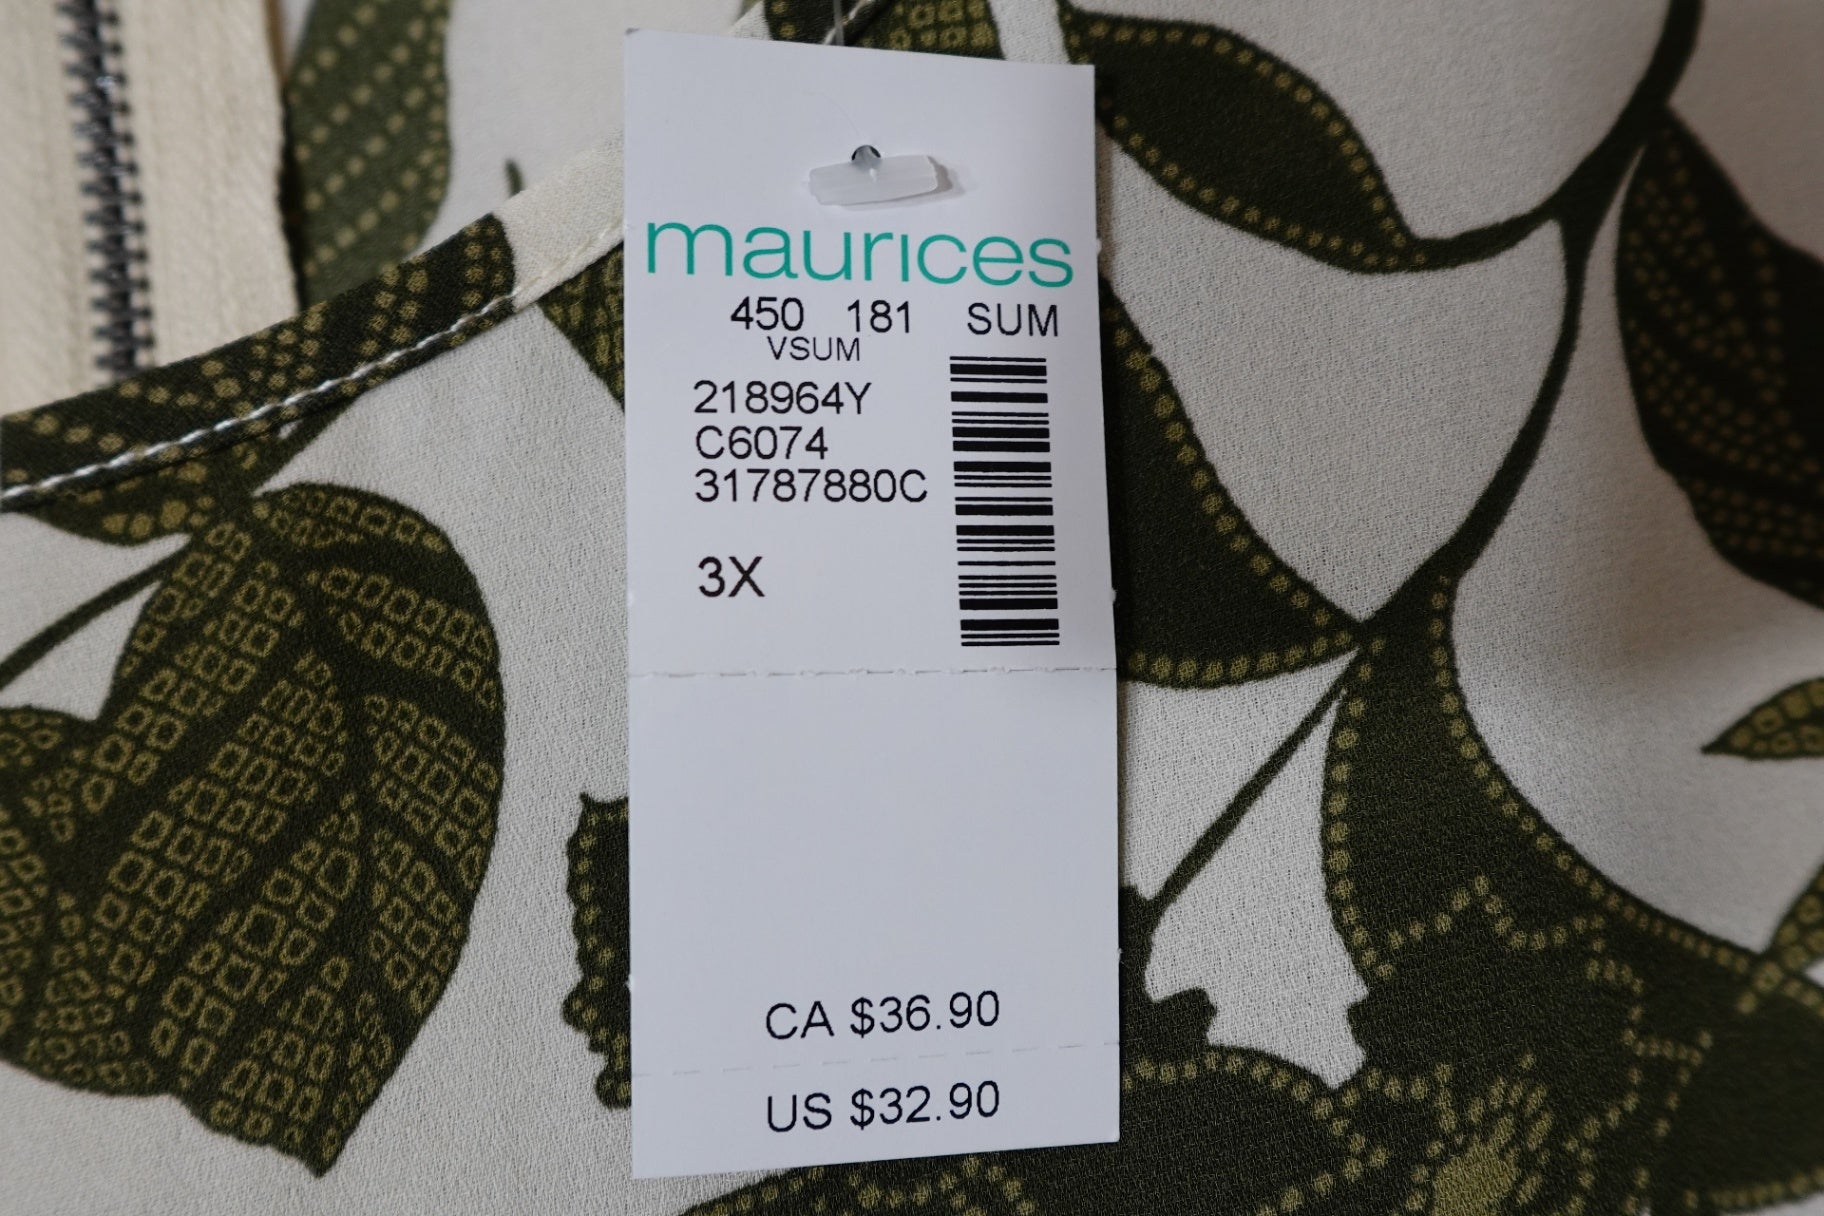 maurices
450 181 SUM
VSUM
218964Y
C6074
31787880C
3X
CA $36.90
US $32.90